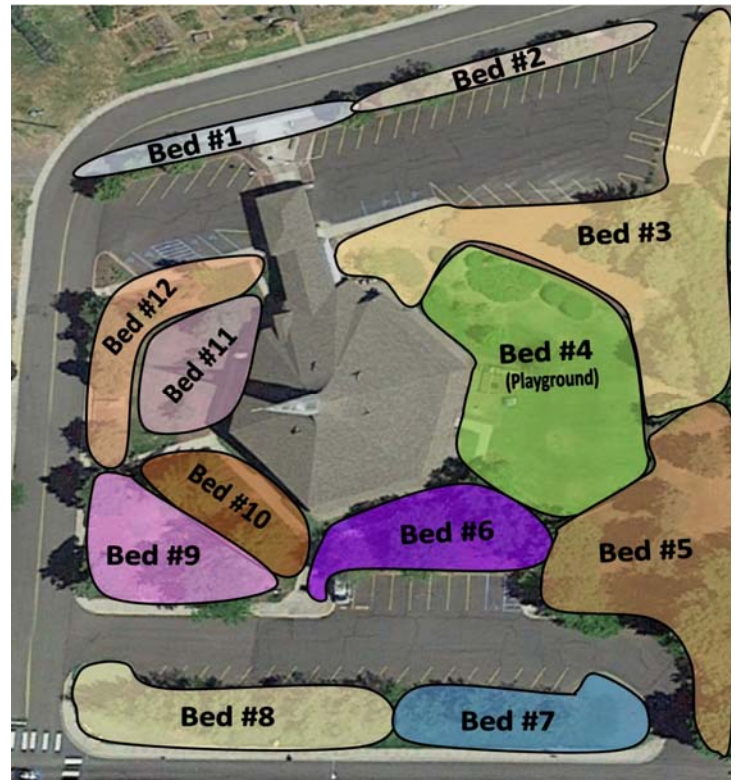 Bed #2
Bed #1
Bed #3
Bed #12
Bed #11
Bed #4
(Playground)
Bed #10
Bed #6
Bed #5
Bed #9
Bed #8
Bed #7